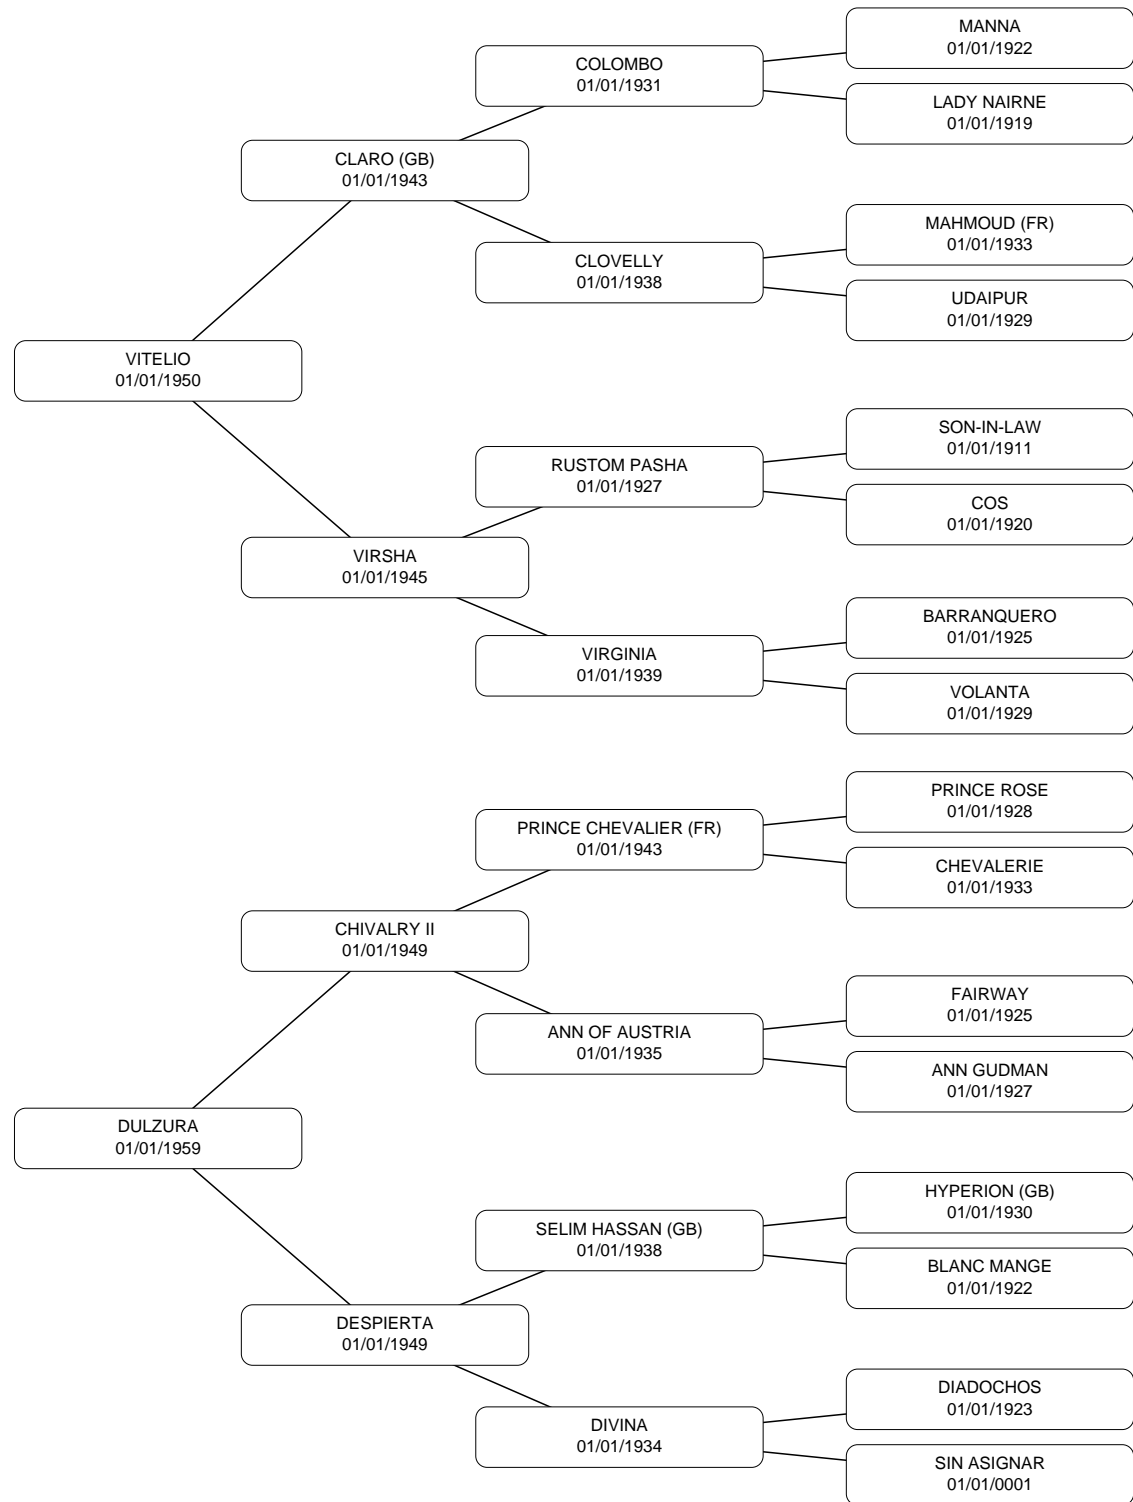 MANNA
01/01/1922
COLOMBO
01/01/1931
LADY NAIRNE
01/01/1919
CLARO (GB)
01/01/1943
MAHMOUD (FR)
01/01/1933
CLOVELLY
01/01/1938
UDAIPUR
01/01/1929
VITELIO
01/01/1950
SON-IN-LAW
01/01/1911
RUSTOM PASHA
01/01/1927
COS
01/01/1920
VIRSHA
01/01/1945
BARRANQUERO
01/01/1925
VIRGINIA
01/01/1939
VOLANTA
01/01/1929
PRINCE ROSE
01/01/1928
PRINCE CHEVALIER (FR)
01/01/1943
CHEVALERIE
01/01/1933
CHIVALRY II
01/01/1949
FAIRWAY
01/01/1925
ANN OF AUSTRIA
01/01/1935
ANN GUDMAN
01/01/1927
DULZURA
01/01/1959
HYPERION (GB)
01/01/1930
SELIM HASSAN (GB)
01/01/1938
BLANC MANGE
01/01/1922
DESPIERTA
01/01/1949
DIADOCHOS
01/01/1923
DIVINA
01/01/1934
SIN ASIGNAR
01/01/0001